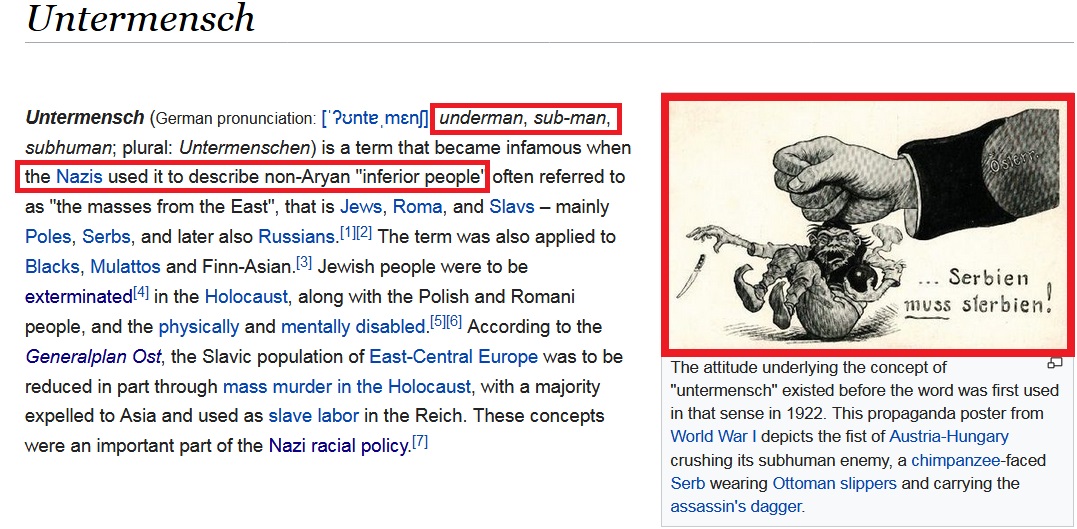 Untermensch
Untermensch (German pronunciation: [ˈʔʊntɐˌmɛnʃ] underman, sub-man,
subhuman; plural: Untermenschen) is a term that became infamous when
the Nazis used it to describe non-Aryan "inferior people" often referred to
as "the masses from the East", that is Jews, Roma, and Slavs – mainly
Poles, Serbs, and later also Russians.[1][2] The term was also applied to
Blacks, Mulattos and Finn-Asian.[3] Jewish people were to be
exterminated[4] in the Holocaust, along with the Polish and Romani
people, and the physically and mentally disabled.[5][6] According to the
Generalplan Ost, the Slavic population of East-Central Europe was to be
reduced in part through mass murder in the Holocaust, with a majority
expelled to Asia and used as slave labor in the Reich. These concepts
were an important part of the Nazi racial policy.[7]
Österr.
... Serbien
muss sterbien!
The attitude underlying the concept of
"untermensch" existed before the word was first used
in that sense in 1922. This propaganda poster from
World War I depicts the fist of Austria-Hungary
crushing its subhuman enemy, a chimpanzee-faced
Serb wearing Ottoman slippers and carrying the
assassin's dagger.